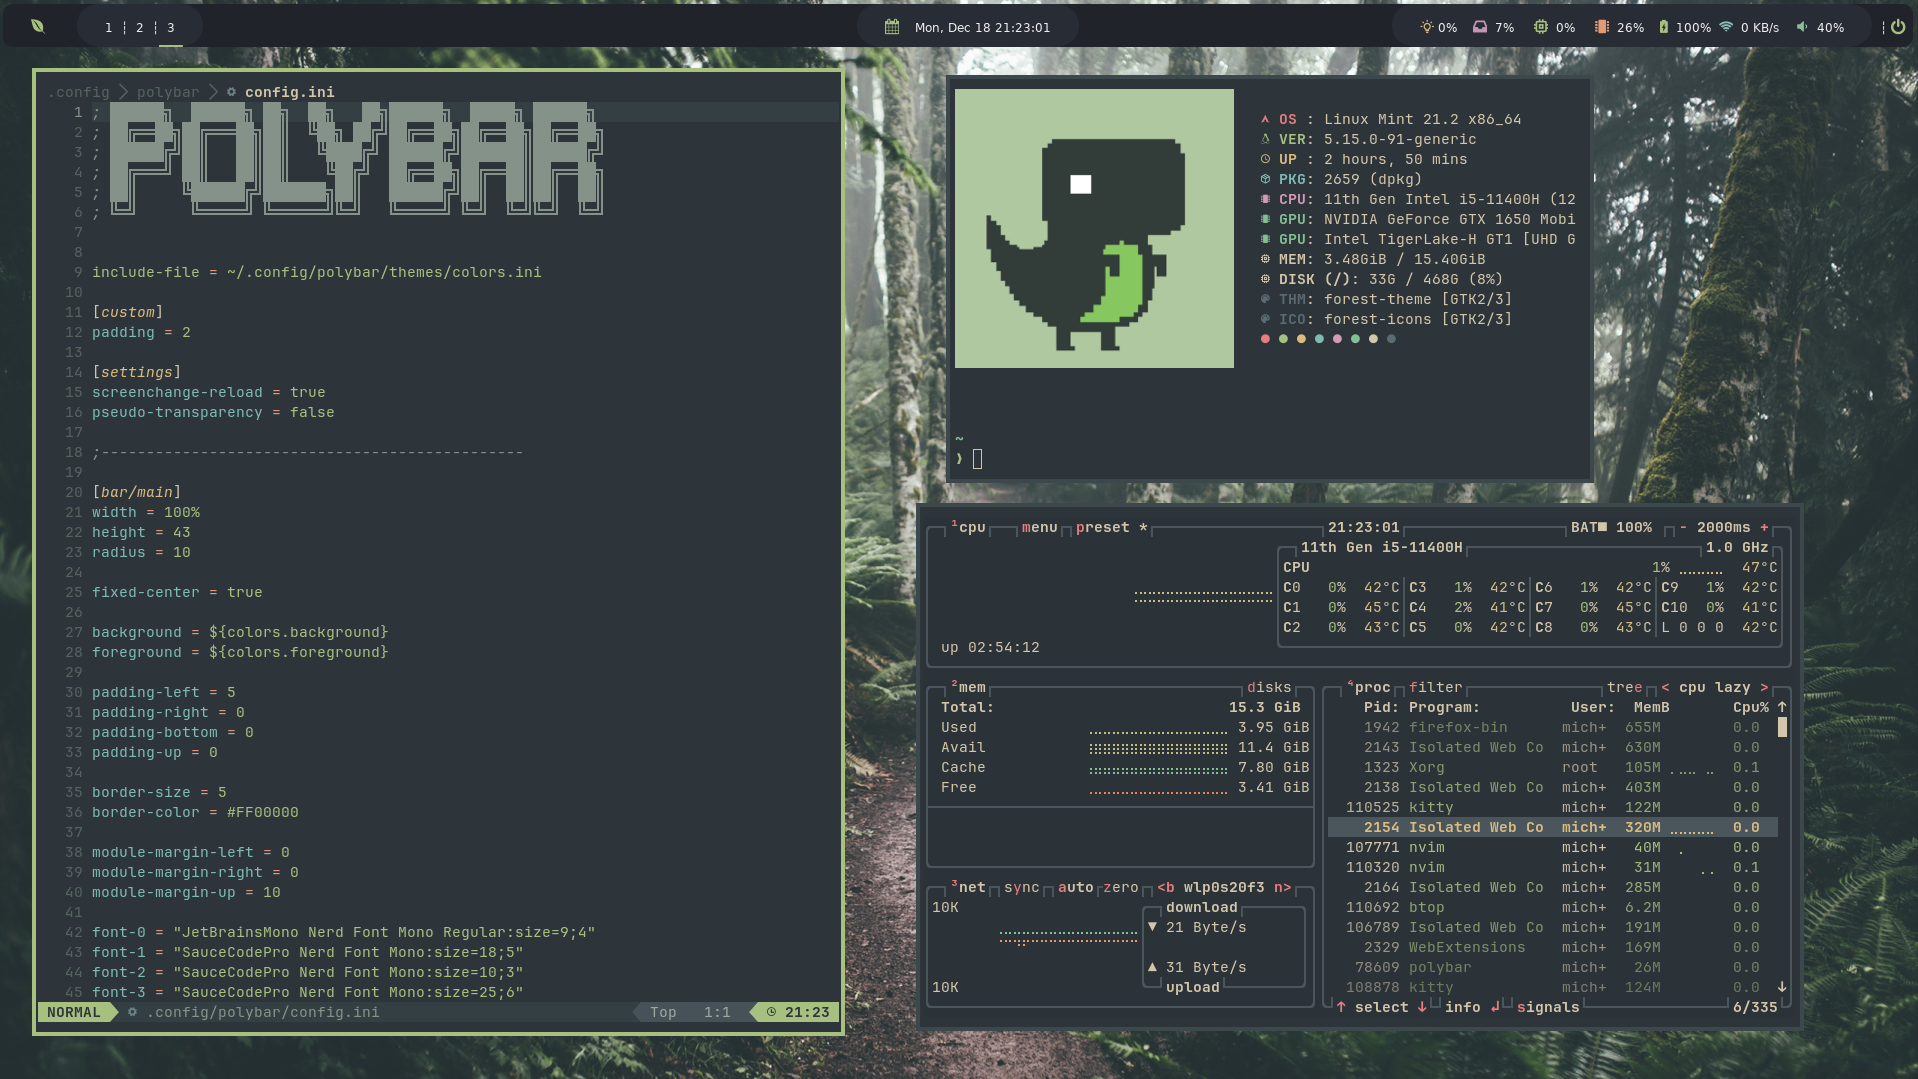 1 ¦ 2 ¦ 3
Mon, Dec 18 21:23:01
0% 7% 0% 26% 100% 0 KB/s 40% ¦
.config > polybar > config.ini
POLYBAR
1 ;
2 ;
3 ;
4 ;
5 ;
6 ;
7
8
9 include-file = ~/.config/polybar/themes/colors.ini
10
11 [custom]
12 padding = 2
13
14 [settings]
15 screenchange-reload = true
16 pseudo-transparency = false
17
18 ;-----------------------------------------------
19
20 [bar/main]
21 width = 100%
22 height = 43
23 radius = 10
24
25 fixed-center = true
26
27 background = ${colors.background}
28 foreground = ${colors.foreground}
29
30 padding-left = 5
31 padding-right = 0
32 padding-bottom = 0
33 padding-up = 0
34
35 border-size = 5
36 border-color = #FF00000
37
38 module-margin-left = 0
39 module-margin-right = 0
40 module-margin-up = 10
41
42 font-0 = "JetBrainsMono Nerd Font Mono Regular:size=9;4"
43 font-1 = "SauceCodePro Nerd Font Mono:size=18;5"
44 font-2 = "SauceCodePro Nerd Font Mono:size=10;3"
45 font-3 = "SauceCodePro Nerd Font Mono:size=25;6"
NORMAL .config/polybar/config.ini Top 1:1 21:23
OS : Linux Mint 21.2 x86_64
VER: 5.15.0-91-generic
UP : 2 hours, 50 mins
PKG: 2659 (dpkg)
CPU: 11th Gen Intel i5-11400H (12
GPU: NVIDIA GeForce GTX 1650 Mobi
GPU: Intel TigerLake-H GT1 [UHD G
MEM: 3.48GiB / 15.40GiB
DISK (/): 33G / 468G (8%)
THM: forest-theme [GTK2/3]
ICO: forest-icons [GTK2/3]
~
❯
1cpu menu preset * 21:23:01 BAT■ 100% - 2000ms +
11th Gen i5-11400H 1.0 GHz
CPU 1% 47°C
C0 0% 42°C C3 1% 42°C C6 1% 42°C C9 1% 42°C
C1 0% 45°C C4 2% 41°C C7 0% 45°C C10 0% 41°C
C2 0% 43°C C5 0% 42°C C8 0% 43°C L 0 0 0 42°C
up 02:54:12
2mem disks
Total: 15.3 GiB
Used 3.95 GiB
Avail 11.4 GiB
Cache 7.80 GiB
Free 3.41 GiB
3net sync auto zero <b wlp0s20f3 n>
10K
download
▼ 21 Byte/s
▲ 31 Byte/s
10K
upload
4proc filter tree < cpu lazy >
Pid: Program: User: MemB Cpu% ↑
1942 firefox-bin mich+ 655M 0.0
2143 Isolated Web Co mich+ 630M 0.0
1323 Xorg root 105M 0.1
2138 Isolated Web Co mich+ 403M 0.0
110525 kitty mich+ 122M 0.0
2154 Isolated Web Co mich+ 320M 0.0
107771 nvim mich+ 40M 0.0
110320 nvim mich+ 31M 0.1
2164 Isolated Web Co mich+ 285M 0.0
110692 btop mich+ 6.2M 0.0
106789 Isolated Web Co mich+ 191M 0.0
2329 WebExtensions mich+ 169M 0.0
78609 polybar mich+ 26M 0.0
108878 kitty mich+ 124M 0.0 ↓
↑ select ↓ info ↲ signals 6/335